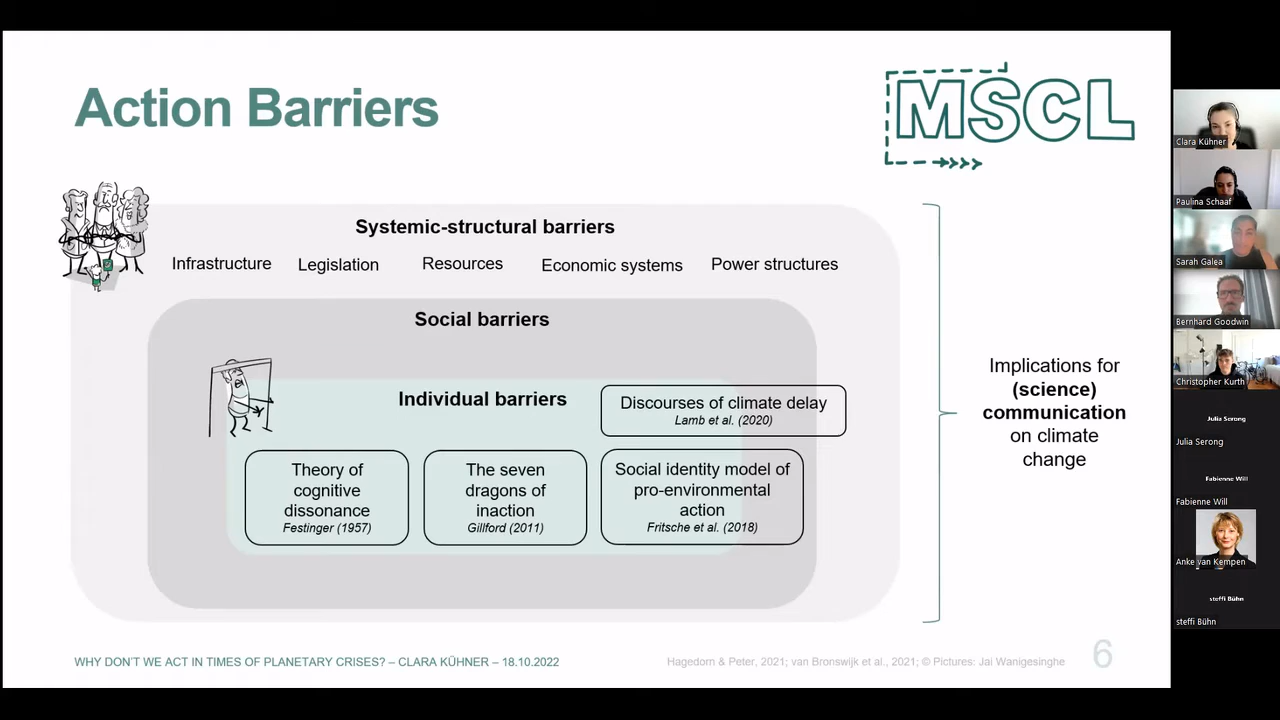 Action Barriers
MSCL
Systemic-structural barriers
Infrastructure Legislation Resources Economic systems Power structures
Social barriers
Individual barriers
Discourses of climate delay
Lamb et al. (2020)
Theory of
cognitive
dissonance
Festinger (1957)
The seven
dragons of
inaction
Gillford (2011)
Social identity model of
pro-environmental
action
Fritsche et al. (2018)
Implications for
(science)
communication
on climate
change
WHY DON'T WE ACT IN TIMES OF PLANETARY CRISES? – CLARA KÜHNER – 18.10.2022
Hagedorn & Peter, 2021; van Bronswijk et al., 2021; © Pictures: Jai Wanigesinghe
6
Clara Kühner
Paulina Schaaf
Sarah Galea
Bernhard Goodwin
Christopher Kurth
Julia Serong
Julia Serong
Fabienne Will
Fabienne Will
Anke van Kempen
steffi Bühn
steffi Bühn